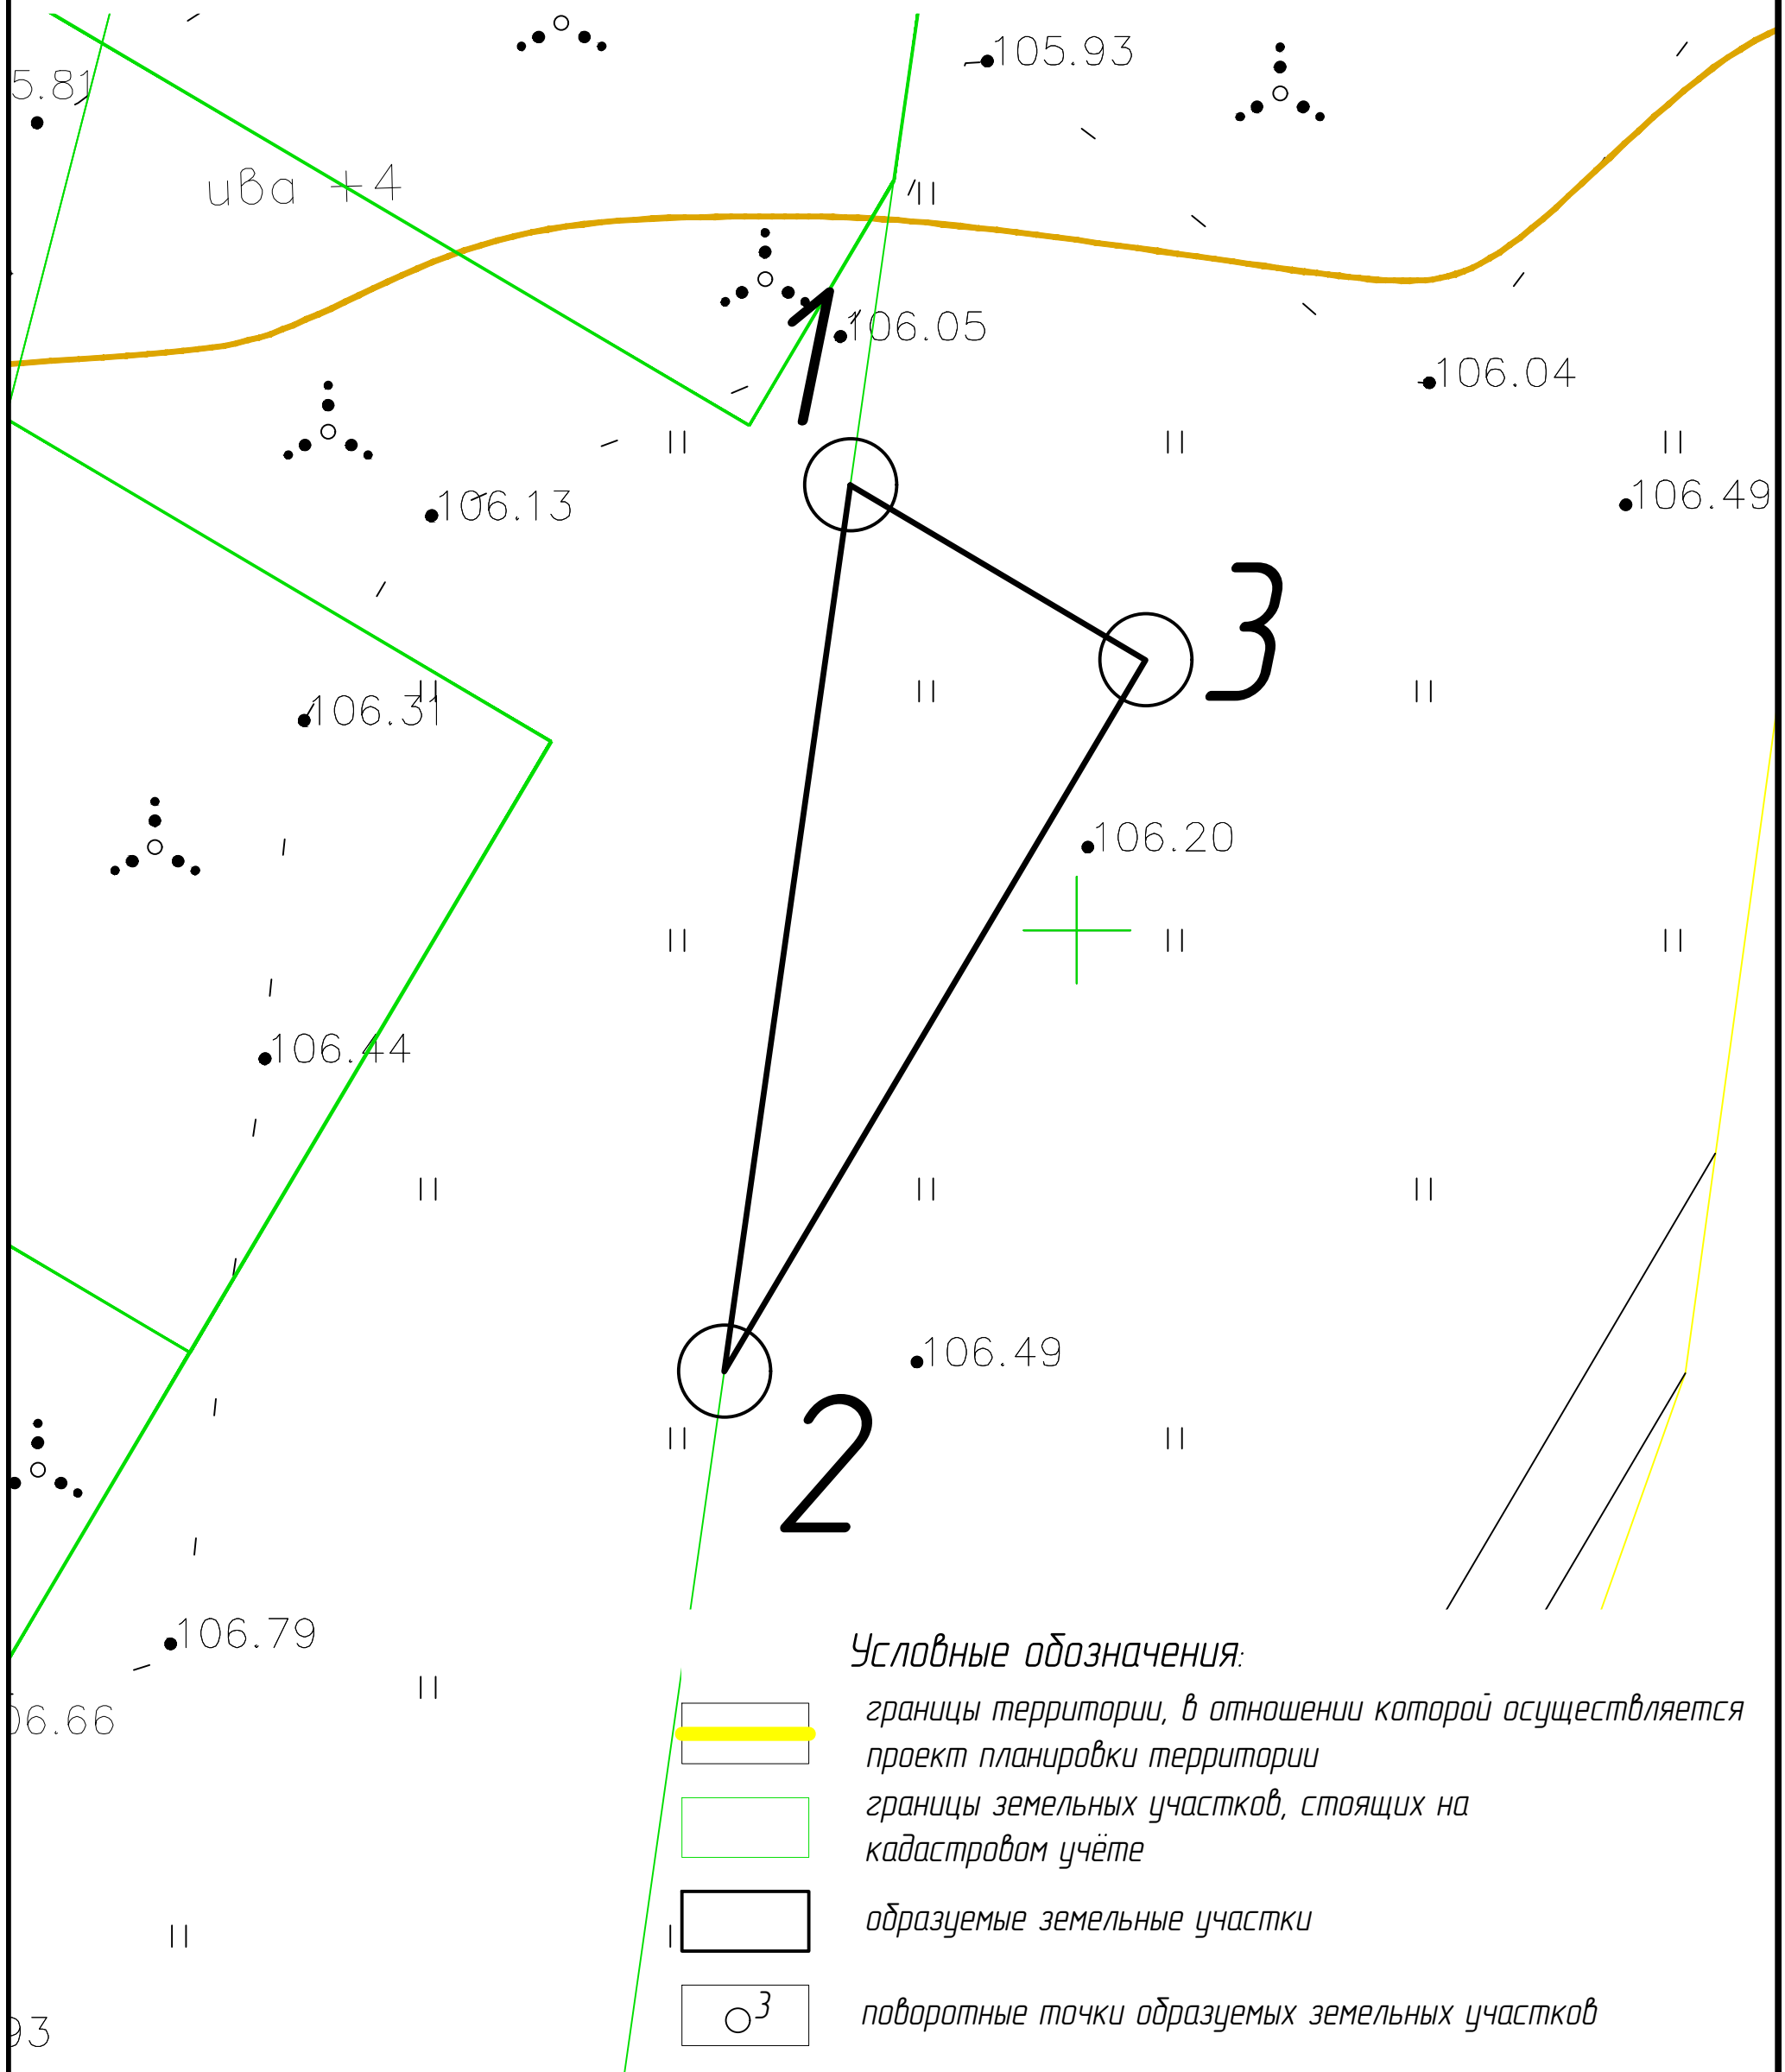 105.93
5.81
ива +4
1
106.05
106.04
106.49
106.13
3
106.31
106.20
106.44
106.49
2
106.79
Условные обозначения:
06.66
границы территории, в отношении которой осуществляется
проект планировки территории
границы земельных участков, стоящих на
кадастровом учёте
образуемые земельные участки
3
поворотные точки образуемых земельных участков
93